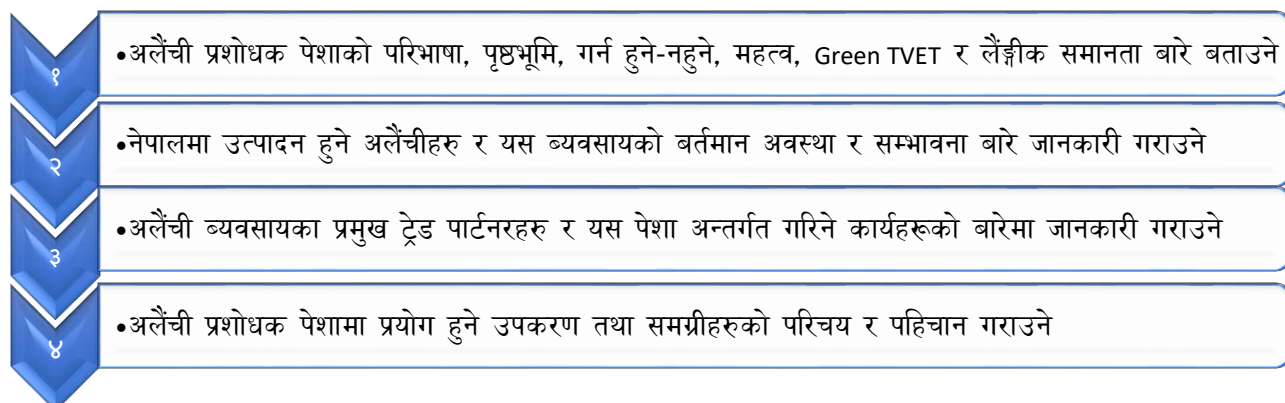 १
•अलैंची प्रशोधक पेशाको परिभाषा, पृष्ठभूमि, गर्न हुने-नहुने, महत्व, Green TVET र लैंङ्गीक समानता बारे बताउने
२
•नेपालमा उत्पादन हुने अलैंचीहरु र यस ब्यवसायको बर्तमान अवस्था र सम्भावना बारे जानकारी गराउने
३
•अलैंची ब्यवसायका प्रमुख ट्रेड पार्टनरहरु र यस पेशा अन्तर्गत गरिने कार्यहरूको बारेमा जानकारी गराउने
४
•अलैंची प्रशोधक पेशामा प्रयोग हुने उपकरण तथा समग्रीहरुको परिचय र पहिचान गराउने